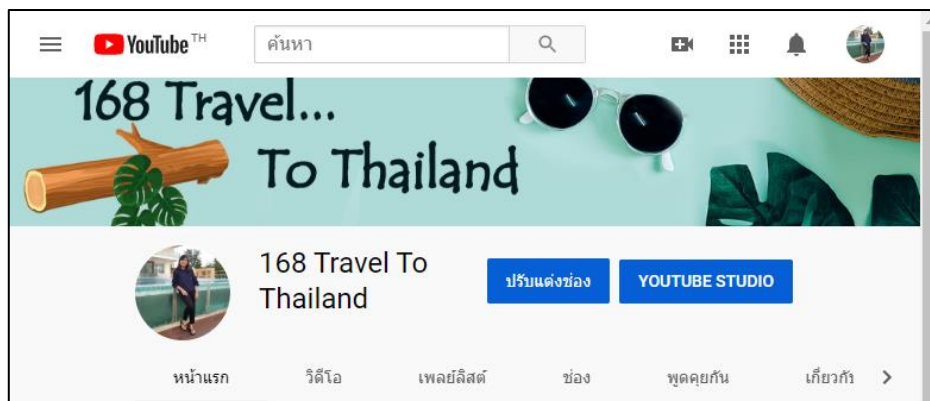 YouTube TH
ค้นหา
168 Travel...
To Thailand
168 Travel To
Thailand
ปรับแต่งช่อง YOUTUBE STUDIO
หน้าแรก วิดีโอ เพลย์ลิสต์ ช่อง พูดคุยกัน